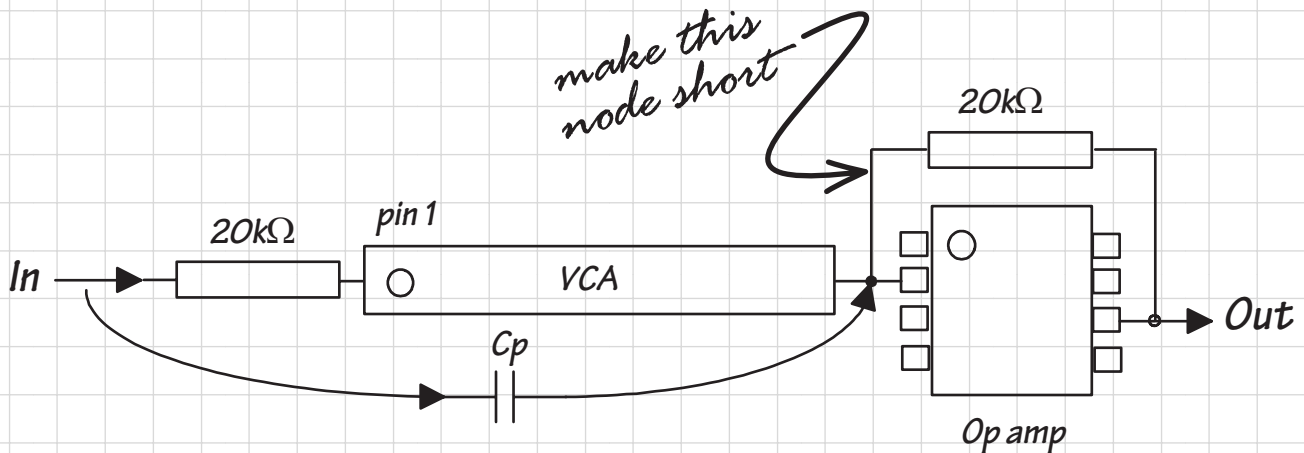 make this
node short
20kΩ
pin 1
20kΩ
In
VCA
Out
Cp
Op amp